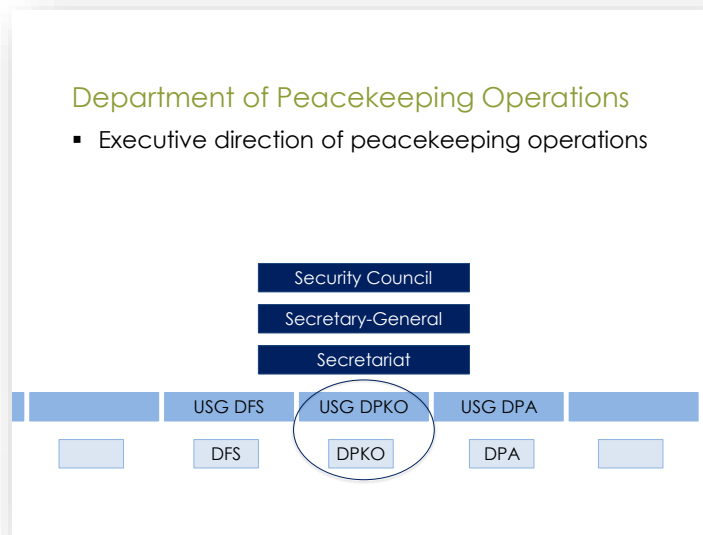 Department of Peacekeeping Operations
▪ Executive direction of peacekeeping operations
Security Council
Secretary-General
Secretariat
USG DFS USG DPKO USG DPA
DFS DPKO DPA